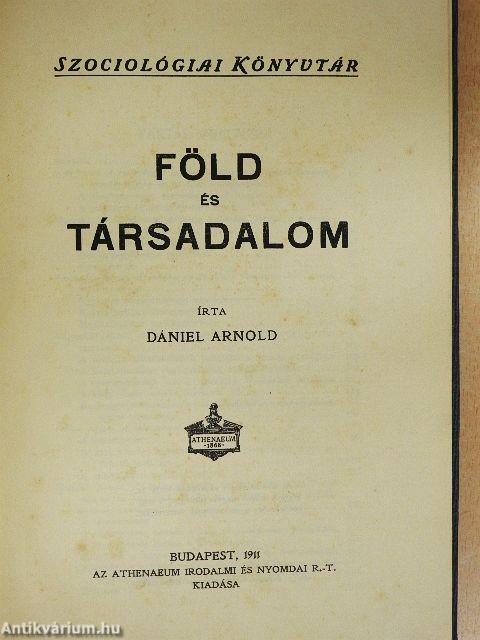 SZOCIOLÓGIAI KÖNYVTÁR
FÖLD
ÉS
TÁRSADALOM
ÍRTA
DÁNIEL ARNOLD
ATHENAEUM
-1868-
BUDAPEST, 1911
AZ ATHENAEUM IRODALMI ÉS NYOMDAI R.-T.
KIADÁSA
Antikvárium.hu